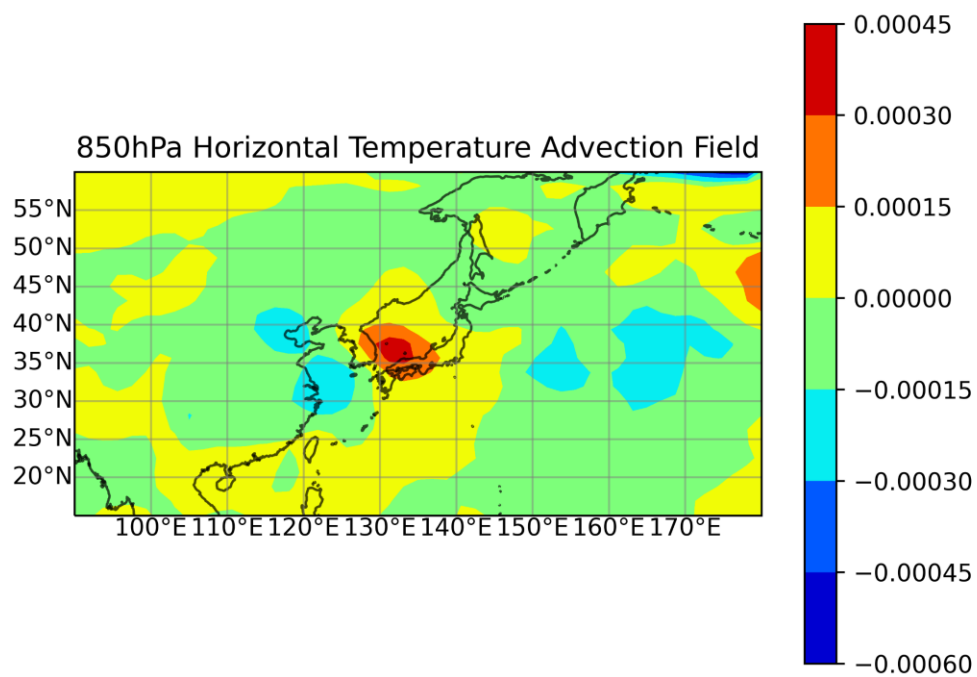 850hPa Horizontal Temperature Advection Field
55°N
50°N
45°N
40°N
35°N
30°N
25°N
20°N
100°E110°E120°E130°E140°E150°E160°E170°E
0.00045
0.00030
0.00015
0.00000
−0.00015
−0.00030
−0.00045
−0.00060